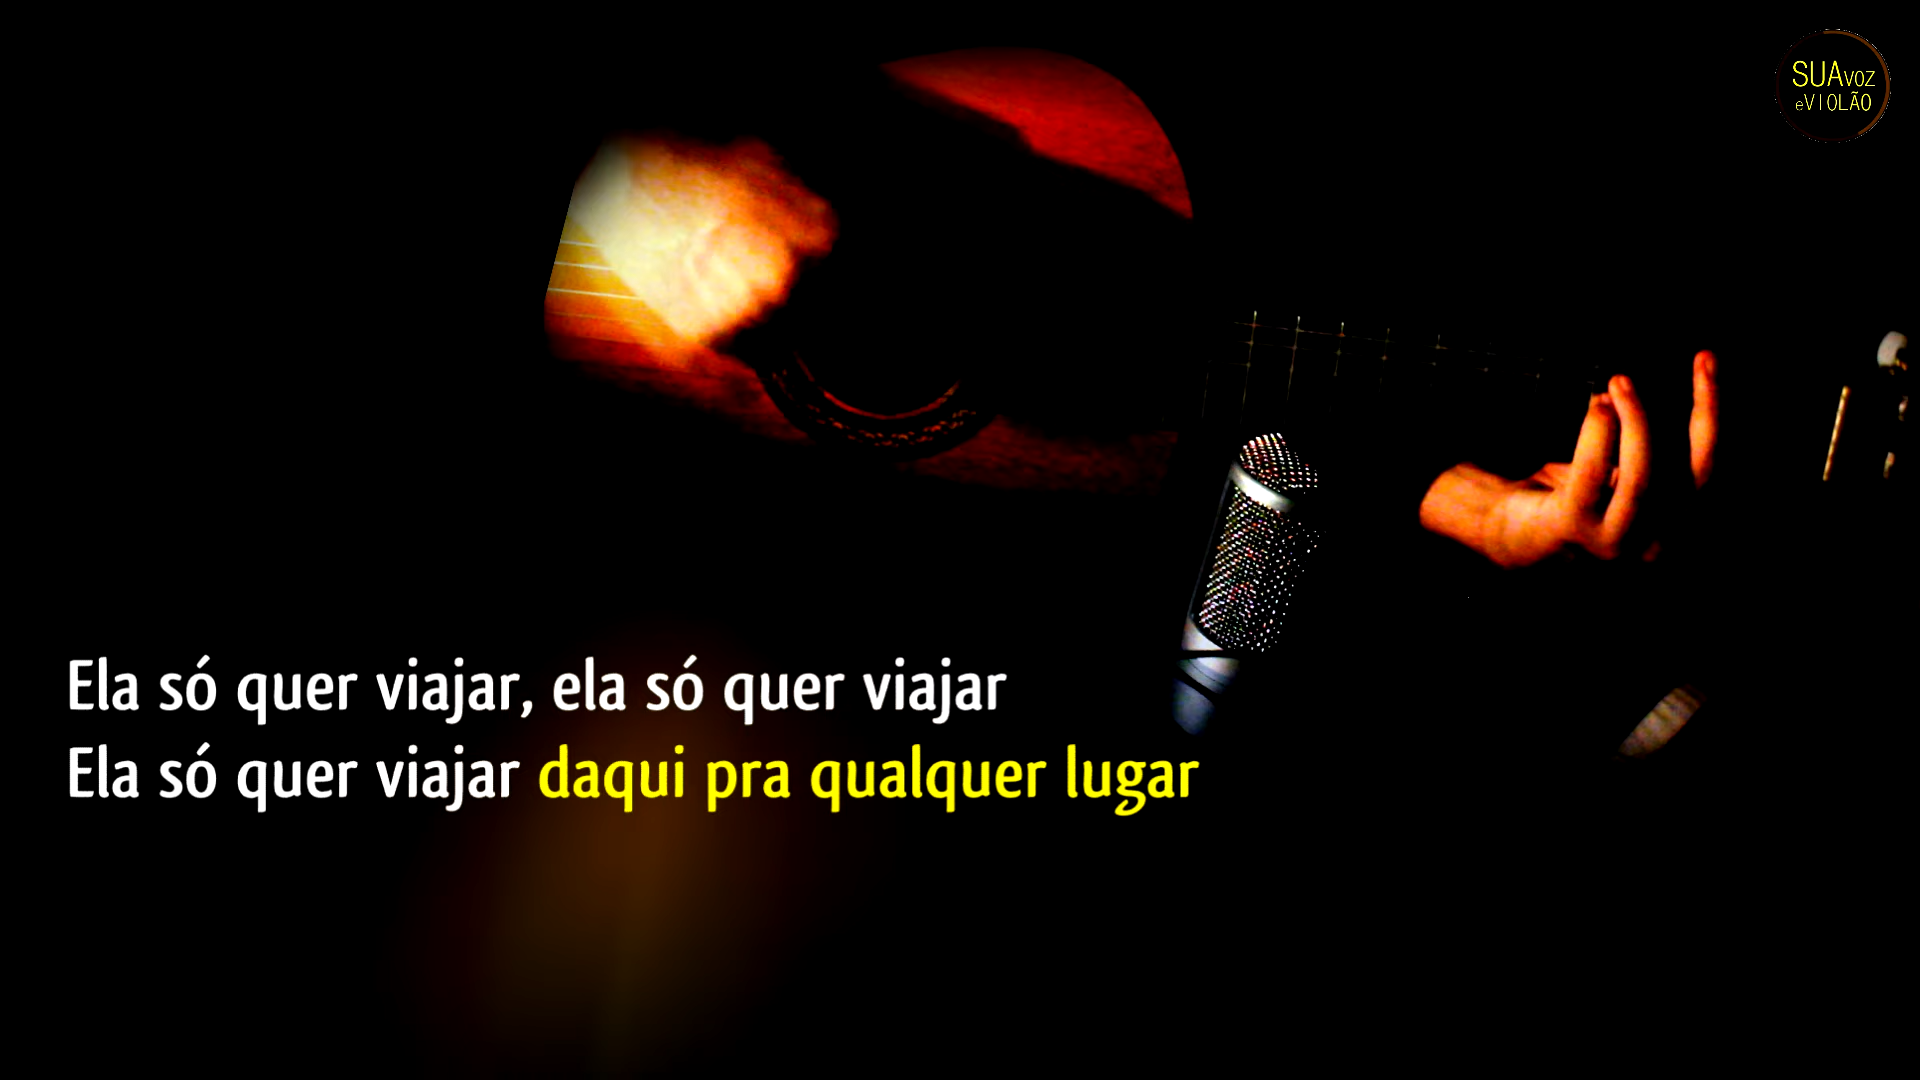 SUAVOZ
eVIOLÃO
Ela só quer viajar, ela só quer viajar
Ela só quer viajar daqui pra qualquer lugar